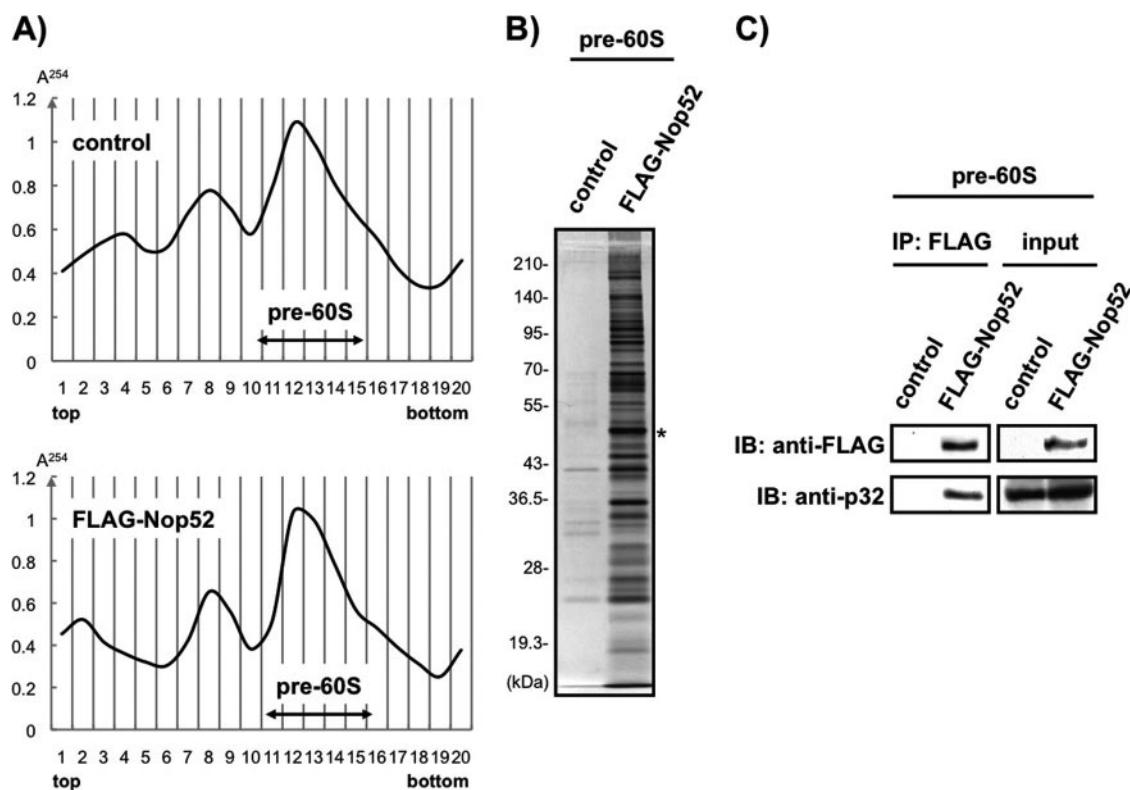 A)
A254
1.2
1
0.8
0.6
0.4
0.2
0
control
pre-60S
1 2 3 4 5 6 7 8 9 10 11 12 13 14 15 16 17 18 19 20
top bottom
A254
1.2
1
0.8
0.6
0.4
0.2
0
FLAG-Nop52
pre-60S
1 2 3 4 5 6 7 8 9 10 11 12 13 14 15 16 17 18 19 20
top bottom
B)
pre-60S
control
FLAG-Nop52
210-
140-
95-
70-
55-
*
43-
36.5-
28-
19.3-
(kDa)
C)
pre-60S
IP: FLAG input
control
FLAG-Nop52
control
FLAG-Nop52
IB: anti-FLAG
IB: anti-p32